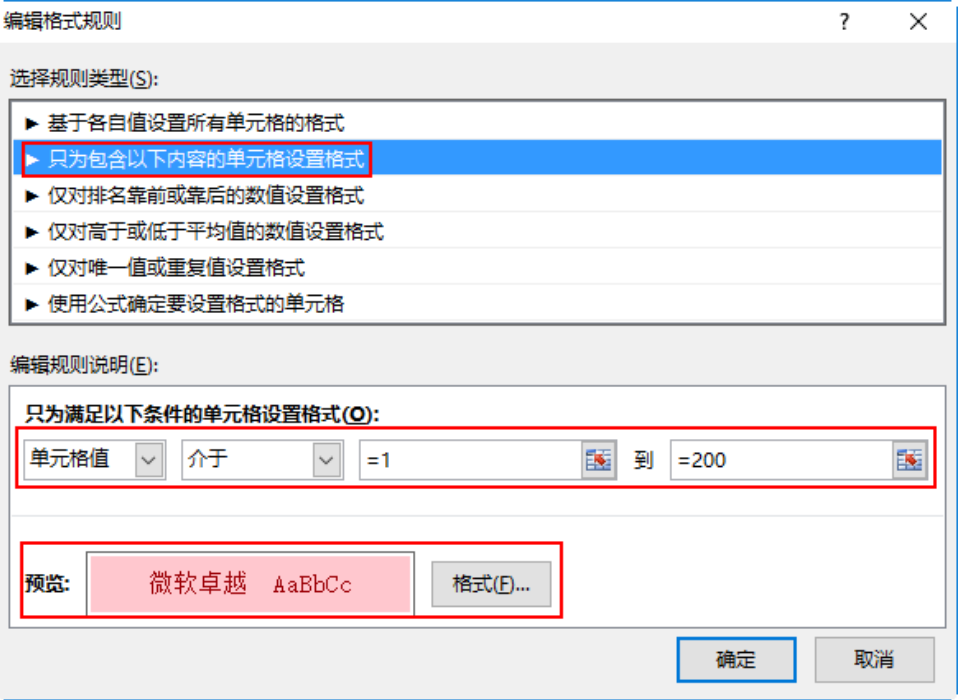 编辑格式规则 ?
选择规则类型(S):
► 基于各自值设置所有单元格的格式
► 只为包含以下内容的单元格设置格式
► 仅对排名靠前或靠后的数值设置格式
► 仅对高于或低于平均值的数值设置格式
► 仅对唯一值或重复值设置格式
► 使用公式确定要设置格式的单元格
编辑规则说明(E):
只为满足以下条件的单元格设置格式(O):
单元格值 介于 =1 到 =200
预览: 微软卓越 AaBbCc 格式(F)...
确定 取消